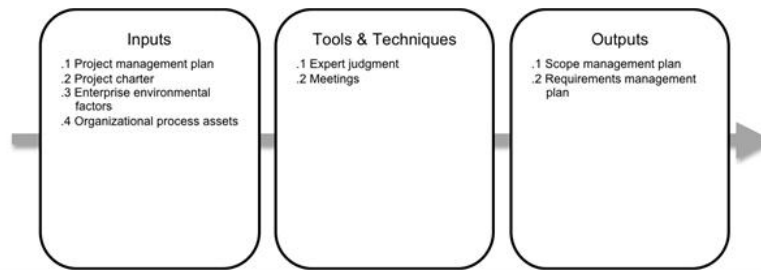 Inputs
.1 Project management plan
.2 Project charter
.3 Enterprise environmental
factors
.4 Organizational process assets
Tools & Techniques
.1 Expert judgment
.2 Meetings
Outputs
.1 Scope management plan
.2 Requirements management
plan